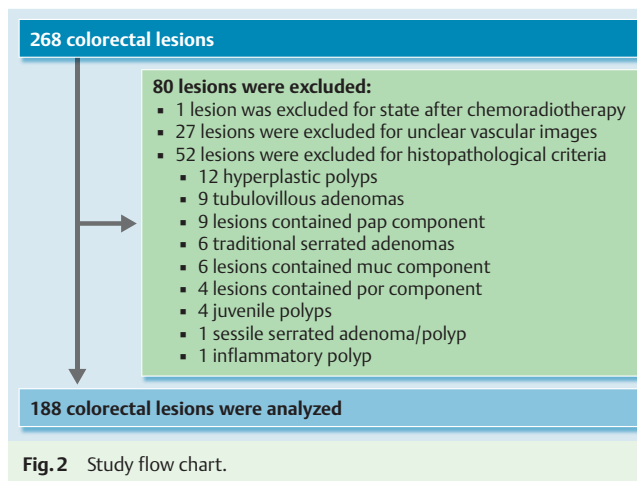 268 colorectal lesions
80 lesions were excluded:
▪ 1 lesion was excluded for state after chemoradiotherapy
▪ 27 lesions were excluded for unclear vascular images
▪ 52 lesions were excluded for histopathological criteria
▪ 12 hyperplastic polyps
▪ 9 tubulovillous adenomas
▪ 9 lesions contained pap component
▪ 6 traditional serrated adenomas
▪ 6 lesions contained muc component
▪ 4 lesions contained por component
▪ 4 juvenile polyps
▪ 1 sessile serrated adenoma/polyp
▪ 1 inflammatory polyp
188 colorectal lesions were analyzed
Fig. 2 Study flow chart.